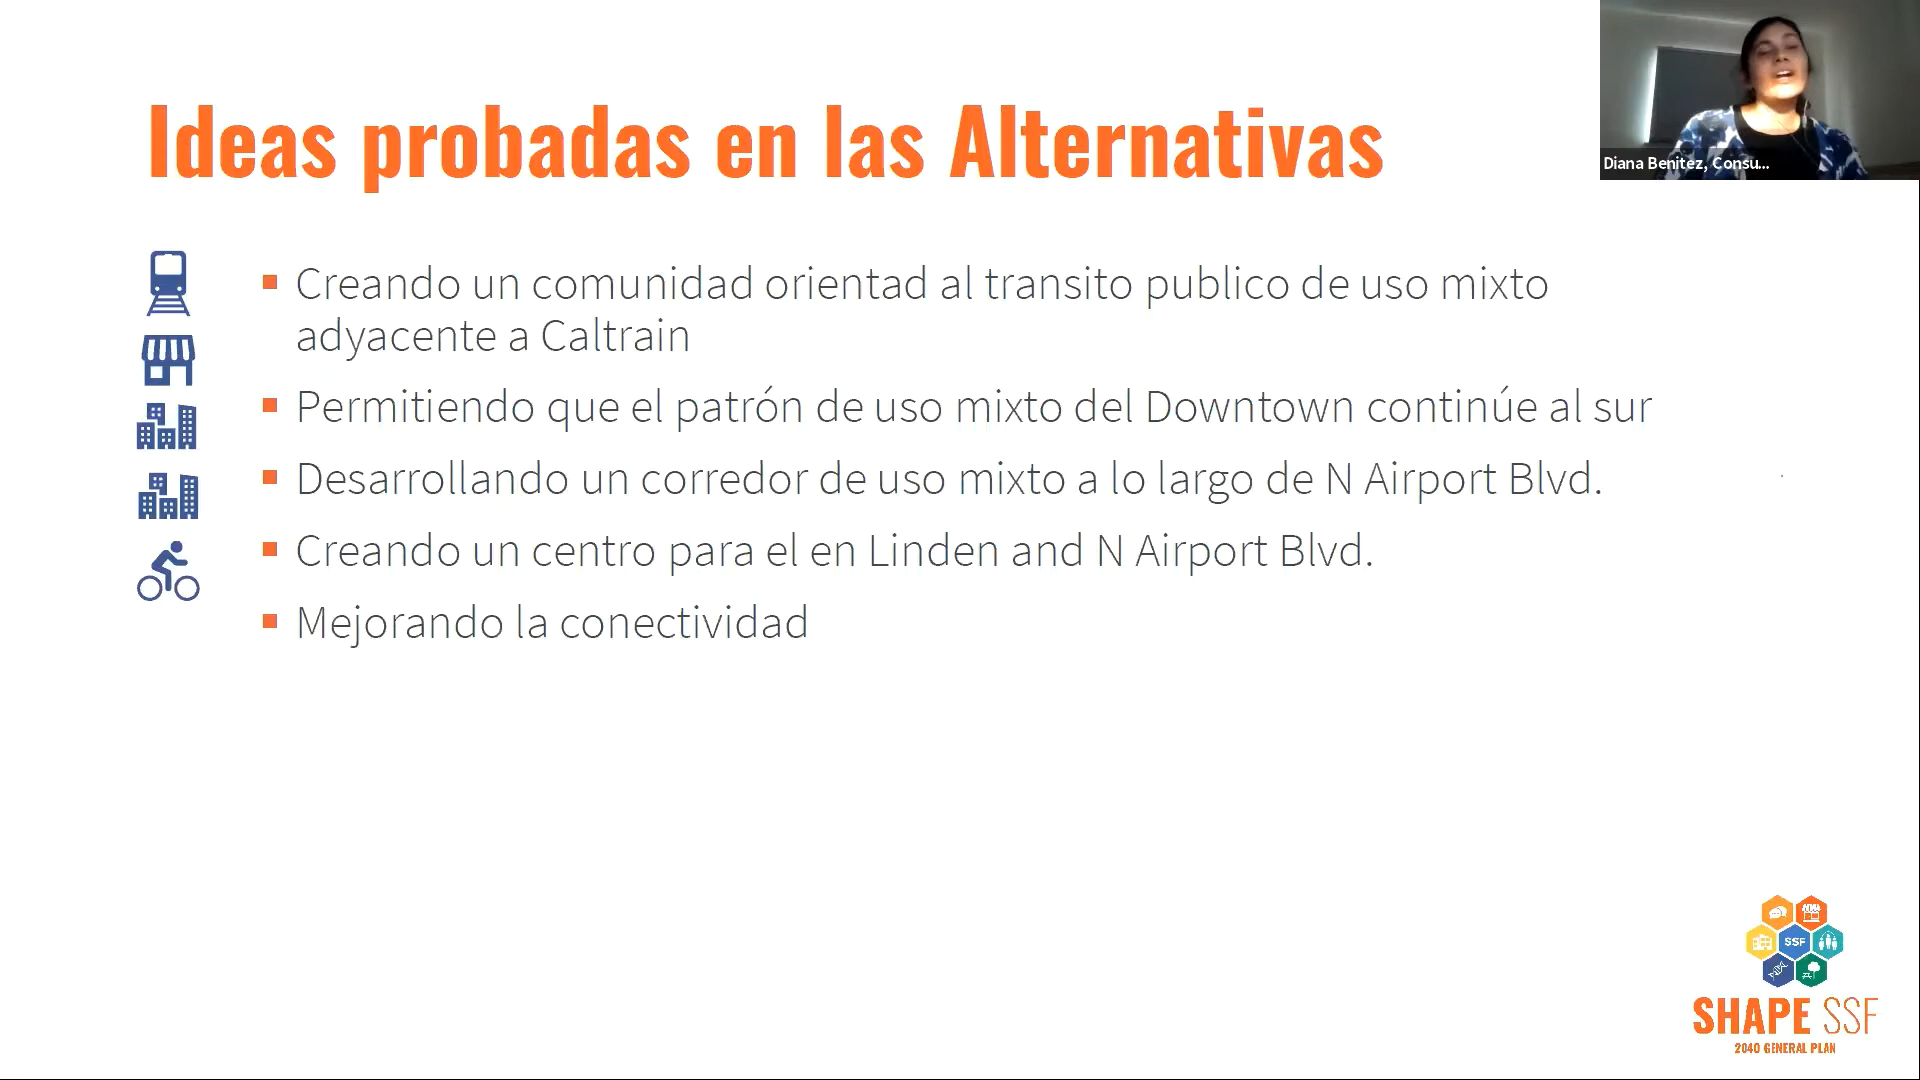 Ideas probadas en las Alternativas
Diana Benitez, Consu...
Creando un comunidad orientad al transito publico de uso mixto
adyacente a Caltrain
Permitiendo que el patrón de uso mixto del Downtown continúe al sur
Desarrollando un corredor de uso mixto a lo largo de N Airport Blvd.
Creando un centro para el en Linden and N Airport Blvd.
Mejorando la conectividad
SSF
SHAPE SSF
2040 GENERAL PLAN